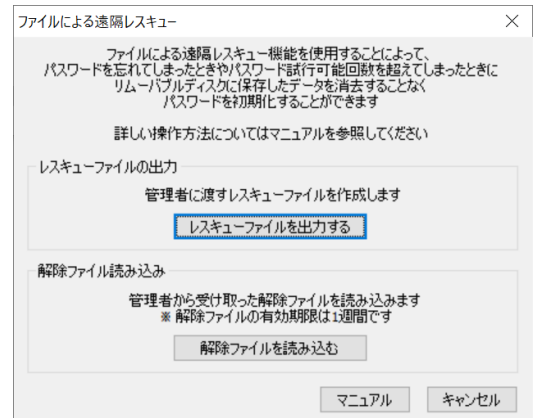 ファイルによる遠隔レスキュー
ファイルによる遠隔レスキュー機能を使用することによって、
パスワードを忘れてしまったときやパスワード試行可能回数を超えてしまったときに
リムーバブルディスクに保存したデータを消去することなく
パスワードを初期化することができます
詳しい操作方法についてはマニュアルを参照してください
レスキューファイルの出力
管理者に渡すレスキューファイルを作成します
レスキューファイルを出力する
解除ファイル読み込み
管理者から受け取った解除ファイルを読み込みます
※ 解除ファイルの有効期限は1週間です
解除ファイルを読み込む
マニュアル
キャンセル